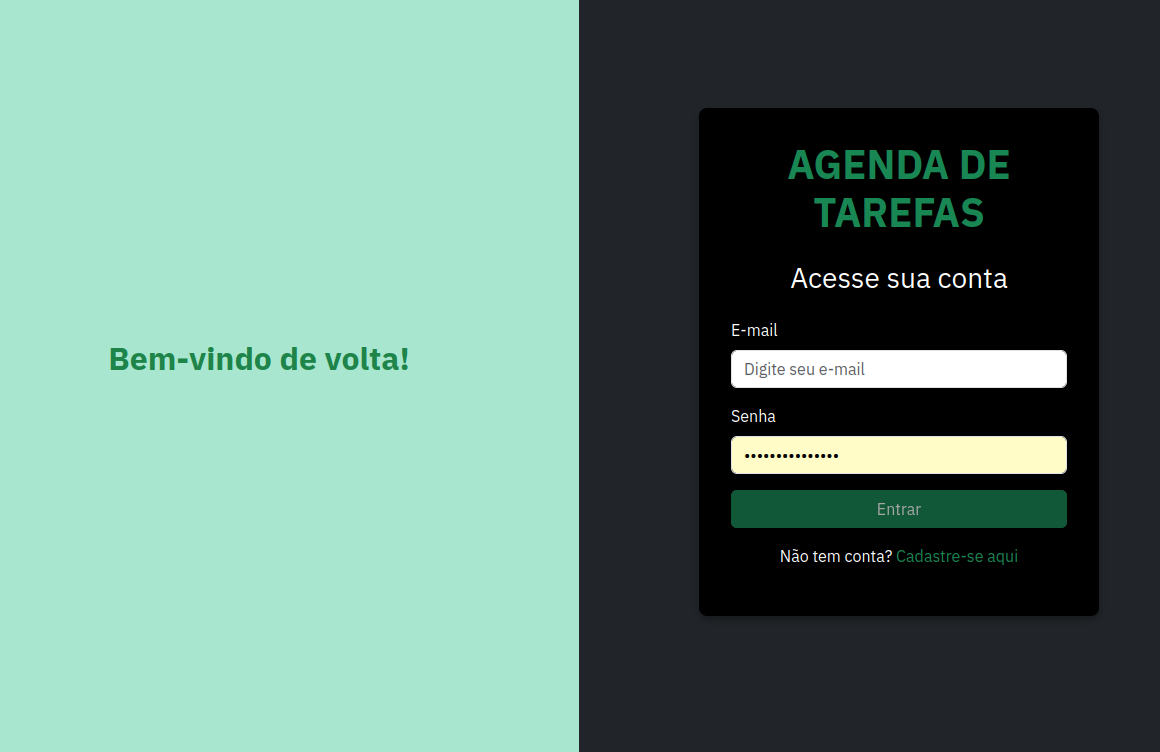 Bem-vindo de volta!
AGENDA DE
TAREFAS
Acesse sua conta
E-mail
Digite seu e-mail
Senha
•••••••••••••••
Entrar
Não tem conta? Cadastre-se aqui